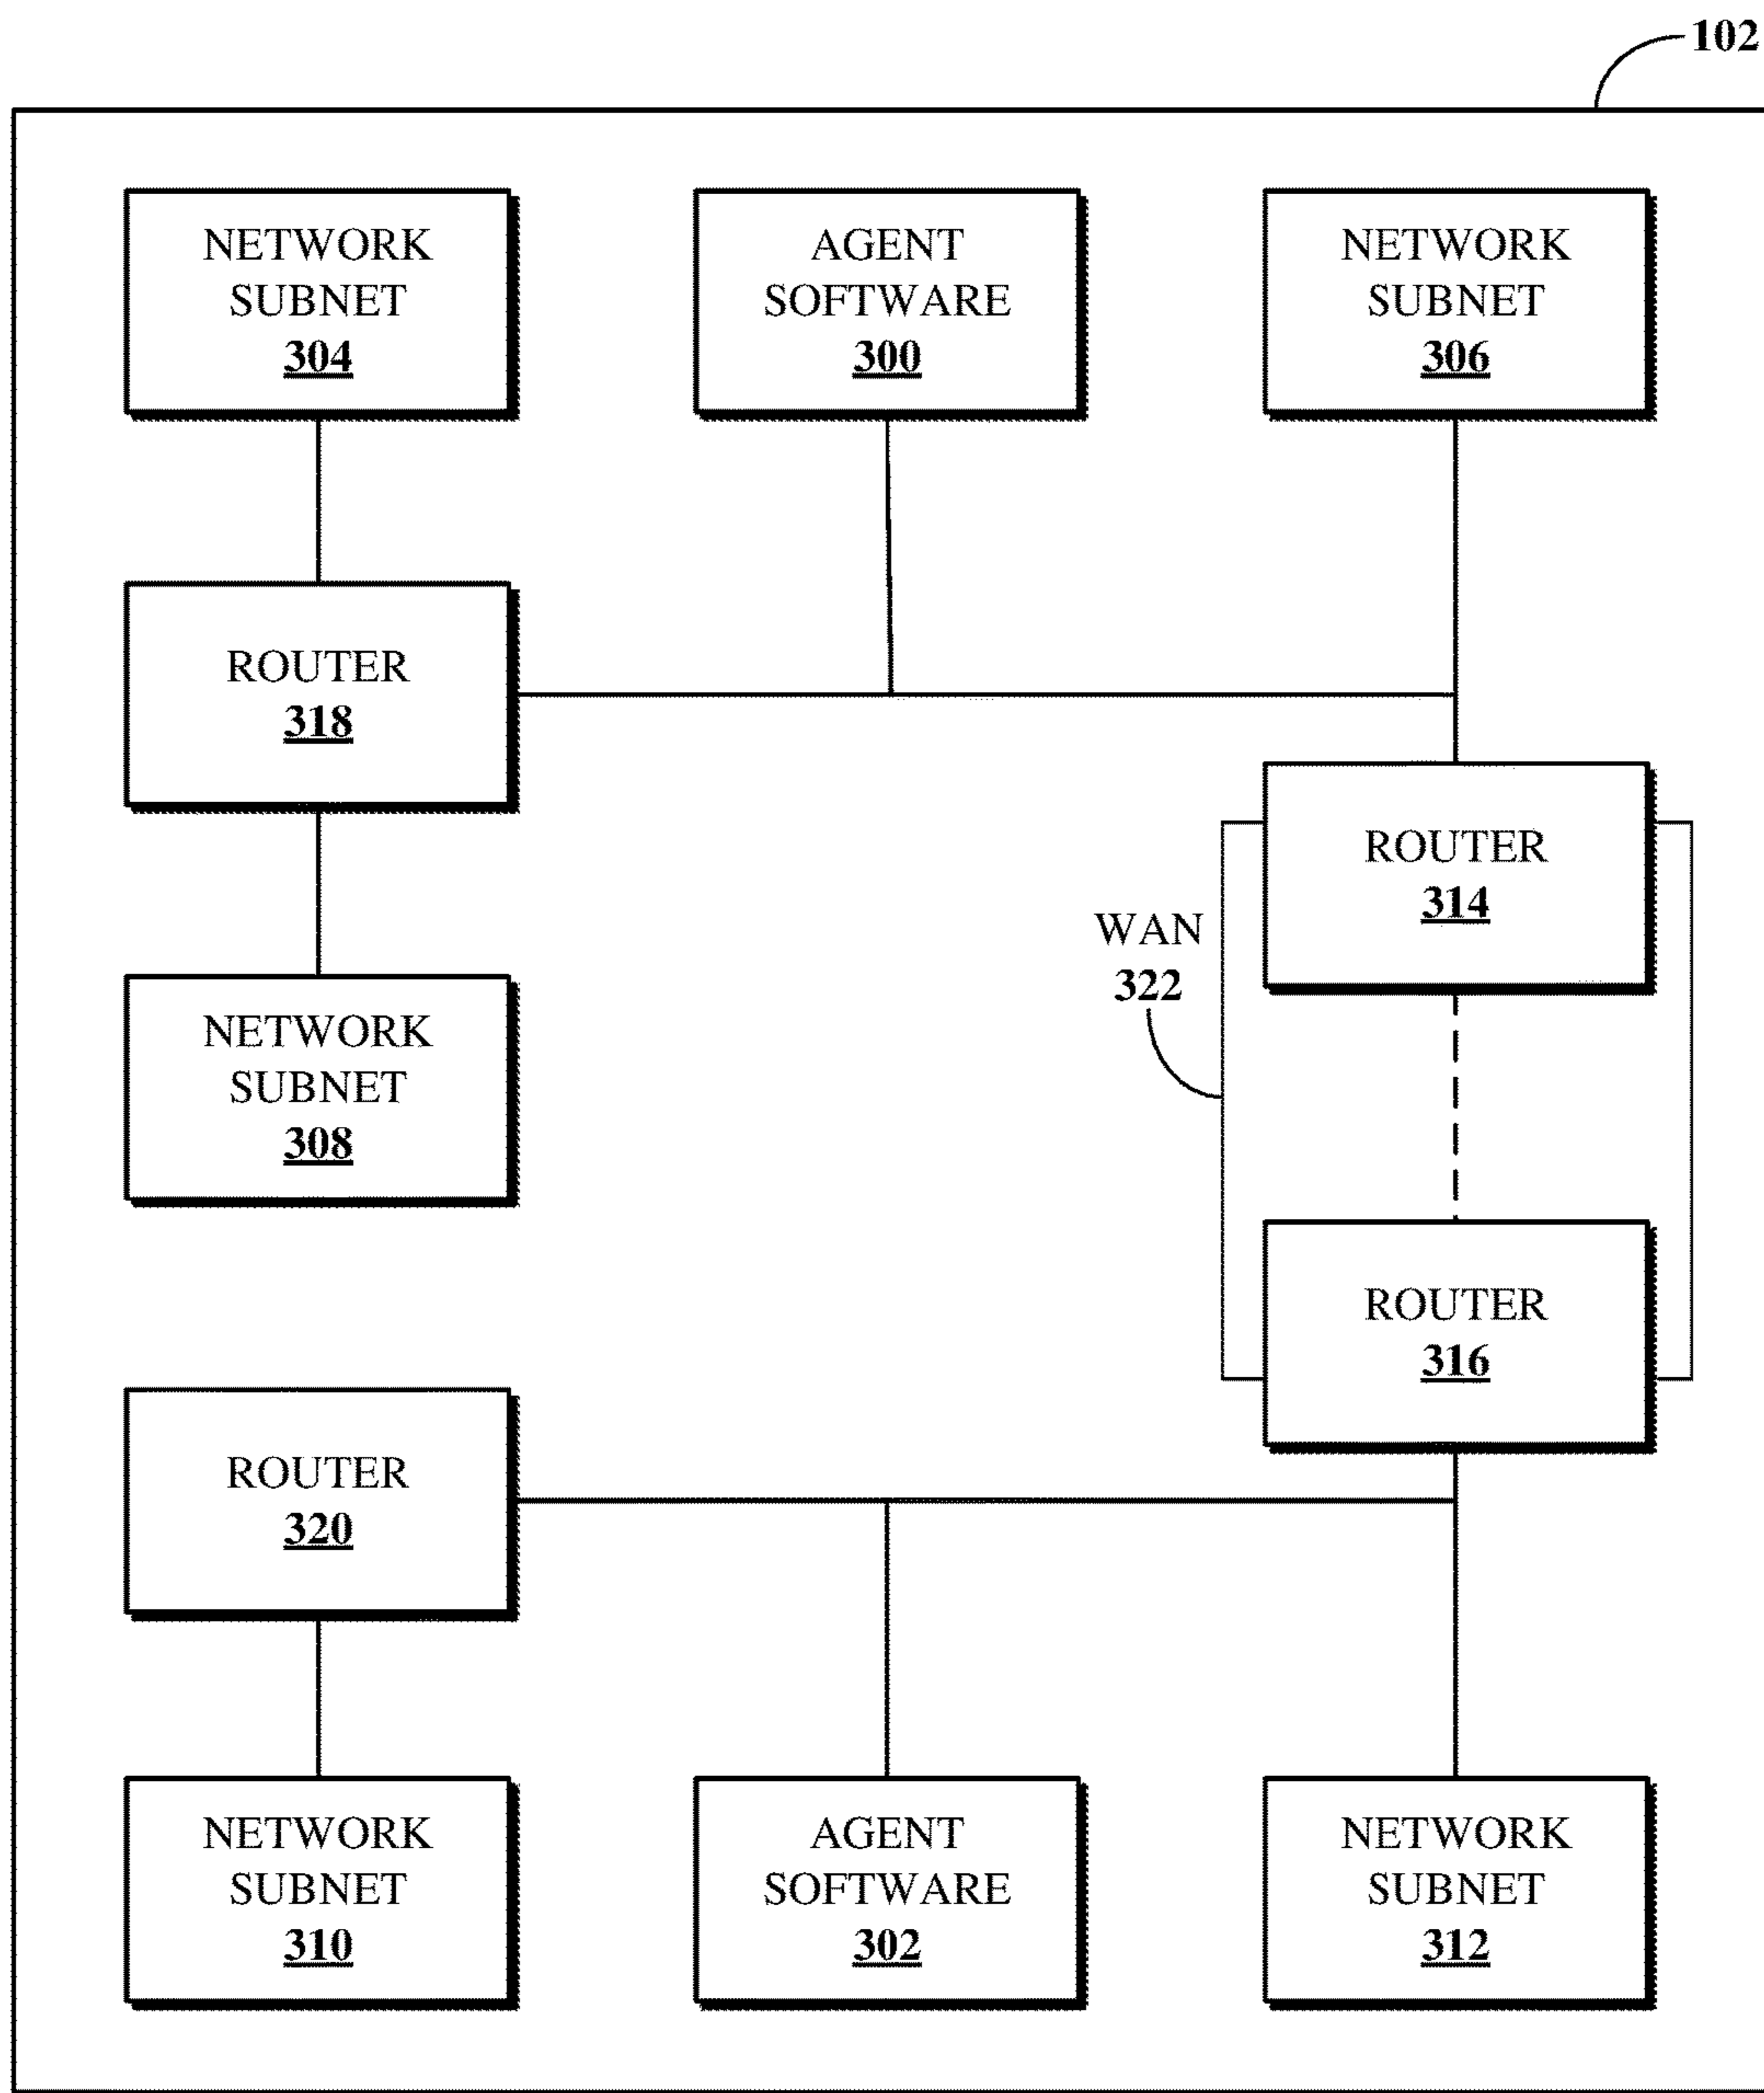 102
NETWORK
SUBNET
304
AGENT
SOFTWARE
300
NETWORK
SUBNET
306
ROUTER
318
ROUTER
314
WAN
322
NETWORK
SUBNET
308
ROUTER
316
ROUTER
320
NETWORK
SUBNET
310
AGENT
SOFTWARE
302
NETWORK
SUBNET
312